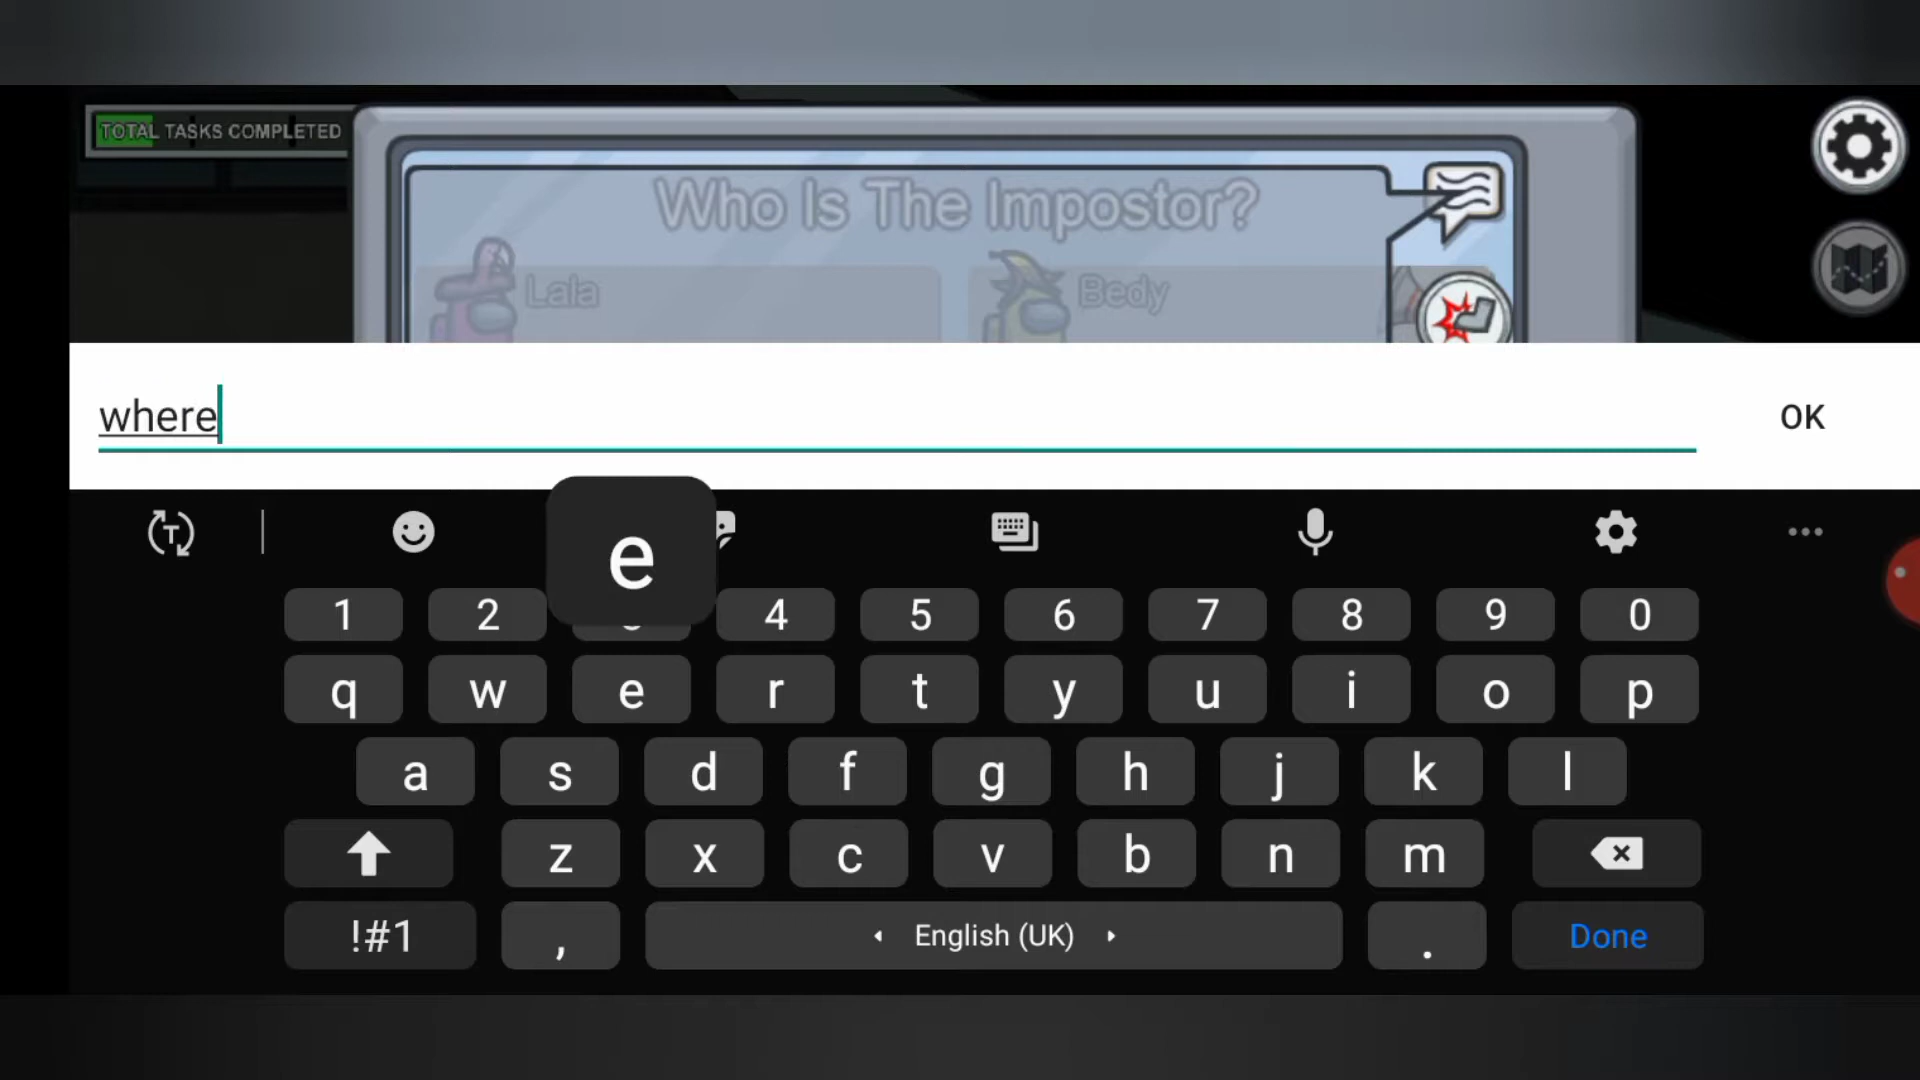 TOTAL TASKS COMPLETED
Who Is The Impostor?
Lala
Bedy
where
OK
T
e
1 2 4 5 6 7 8 9 0
q w e r t y u i o p
a s d f g h j k l
z x c v b n m
!#1 , English (UK) . Done